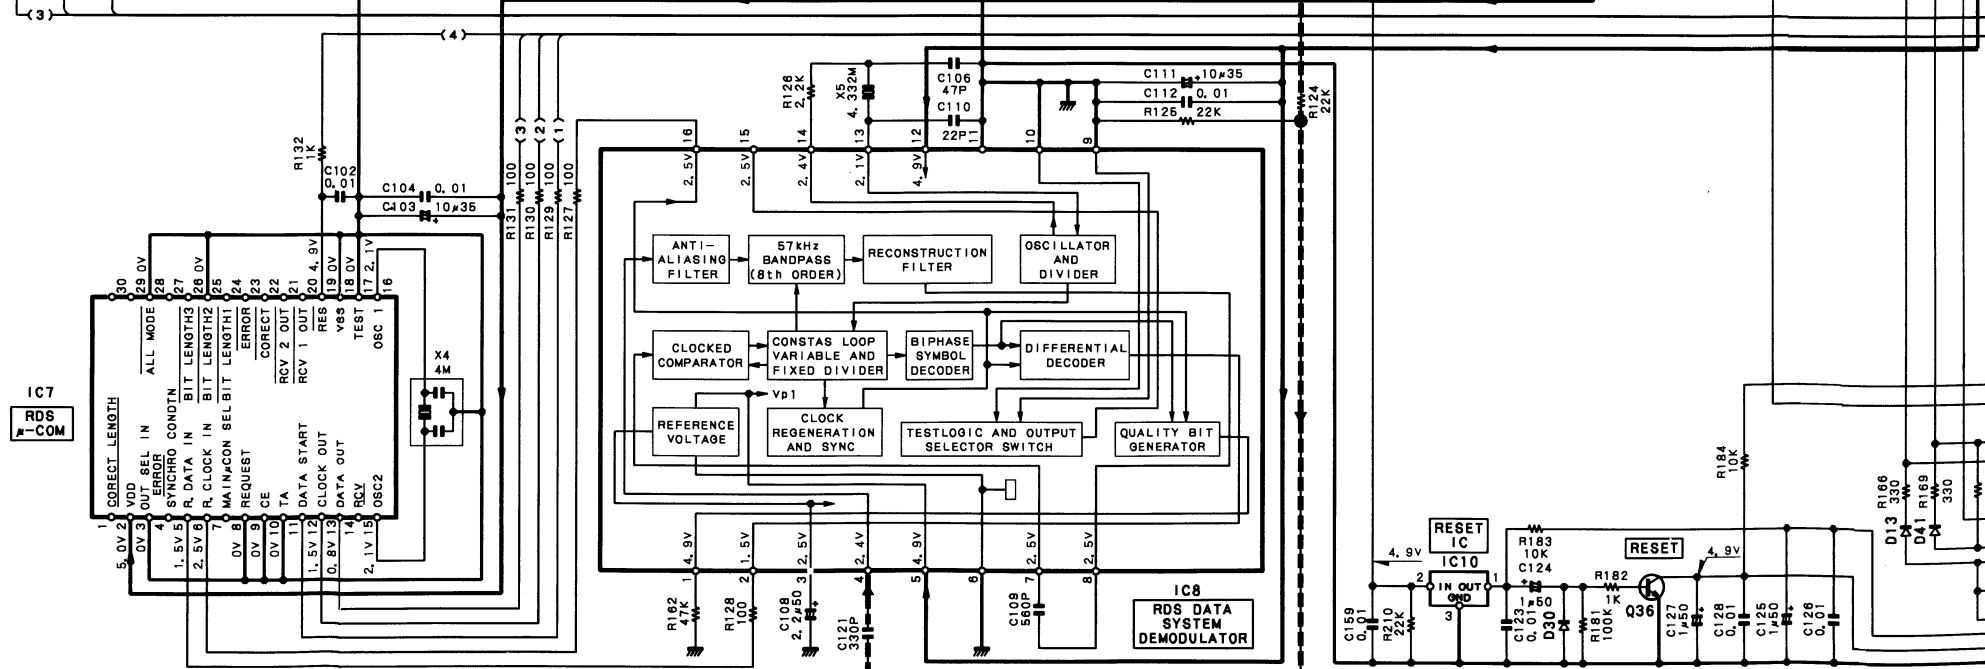 (3)
(4)
R132
1K
C102
0.01
C104 0.01
C103 10μ35
(3)
(2)
(1)
R131 100
R130 100
R129 100
R127 100
R126
2.2K
X5
4.332M
C106
47P
C110
22P
C111 +10μ35
C112 0.01
R125 22K
R124
22K
16
15
14
13
12
11
10
9
2.5V
2.5V
2.4V
2.1V
4.9V
ANTI-
ALIASING
FILTER
57kHz
BANDPASS
(8th ORDER)
RECONSTRUCTION
FILTER
OSCILLATOR
AND
DIVIDER
CLOCKED
COMPARATOR
CONSTAS LOOP
VARIABLE AND
FIXED DIVIDER
BIPHASE
SYMBOL
DECODER
DIFFERENTIAL
DECODER
Vp1
REFERENCE
VOLTAGE
CLOCK
REGENERATION
AND SYNC
TESTLOGIC AND OUTPUT
SELECTOR SWITCH
QUALITY BIT
GENERATOR
4.9V
1.5V
2.5V
2.4V
2.5V
2.5V
1
2
3
4
5
6
7
8
R162
47K
R128
100
C108
2.2μ50
C121
330P
C109
560P
IC8
RDS DATA
SYSTEM
DEMODULATOR
IC7
RDS
μ-COM
30
29 0V
28
27
26 0V
25
24
23
22
21
20 4.9V
19 0V
18 0V
17 2.1V
16
ALL MODE
BIT LENGTH3
BIT LENGTH2
BIT LENGTH1
ERROR
CORECT
RCV 2 OUT
RCV 1 OUT
RES
VSS
TEST
OSC 1
X4
4M
CORECT LENGTH
VDD
OUT SEL IN
ERROR
SYNCHRO CONDTN
R.DATA IN
R.CLOCK IN
MAINμCON SEL
REQUEST
CE
TA
DATA START
CLOCK OUT
DATA OUT
RCV
OSC2
1
2
3
4
5
6
7
8
9
10
11
12
13
14
15
5.0V
0V
1.5V
2.5V
0V
0V
0V
1.5V
0.8V
2.1V
R184
10K
R166
330
R169
330
D13
D41
RESET
IC
IC10
4.9V
2
IN OUT
GND
1
3
C159
0.01
R210
22K
R183
10K
C124
1μ50
C123
0.01
D30
R181
100K
R182
1K
RESET
Q36
4.9V
C127
1μ50
C128
0.01
C125
1μ50
C126
0.01